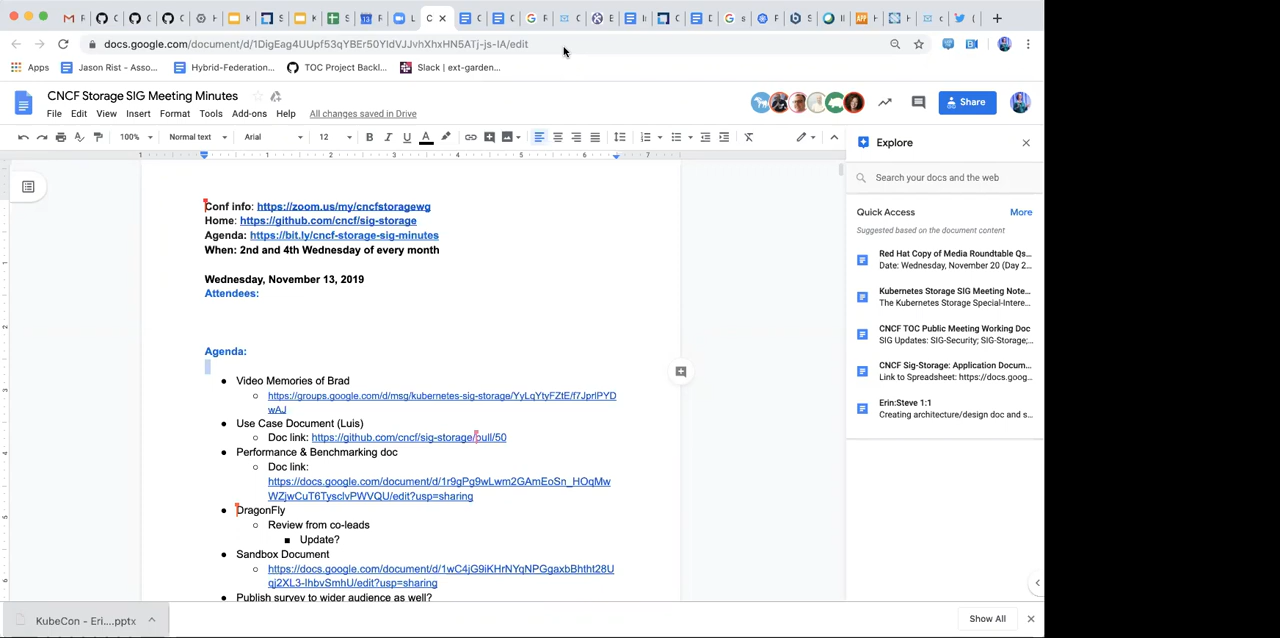 docs.google.com/document/d/1DigEag4UUpf53qYBEr50YIdVJJvhXhxHN5ATj-js-IA/edit
Apps Jason Rist - Asso... Hybrid-Federation... TOC Project Backl... Slack | ext-garden...
CNCF Storage SIG Meeting Minutes
File Edit View Insert Format Tools Add-ons Help All changes saved in Drive
Share
100% Normal text Arial 12
Explore
Search your docs and the web
Quick Access More
Suggested based on the document content
Red Hat Copy of Media Roundtable Qs...
Date: Wednesday, November 20 (Day 2...
Kubernetes Storage SIG Meeting Note...
The Kubernetes Storage Special-Intere...
CNCF TOC Public Meeting Working Doc
SIG Updates: SIG-Security; SIG-Storage;...
CNCF Sig-Storage: Application Docum...
Link to Spreadsheet: https://docs.goog...
Erin:Steve 1:1
Creating architecture/design doc and s...
Conf info: https://zoom.us/my/cncfstoragewg
Home: https://github.com/cncf/sig-storage
Agenda: https://bit.ly/cncf-storage-sig-minutes
When: 2nd and 4th Wednesday of every month
Wednesday, November 13, 2019
Attendees:
Agenda:
● Video Memories of Brad
○ https://groups.google.com/d/msg/kubernetes-sig-storage/YyLqYtyFZtE/f7JprlPYD
wAJ
● Use Case Document (Luis)
○ Doc link: https://github.com/cncf/sig-storage/pull/50
● Performance & Benchmarking doc
○ Doc link:
https://docs.google.com/document/d/1r9gPg9wLwm2GAmEoSn_HOqMw
WZjwCuT6TysclvPWVQU/edit?usp=sharing
● DragonFly
○ Review from co-leads
■ Update?
● Sandbox Document
○ https://docs.google.com/document/d/1wC4jG9iKHrNYqNPGgaxbBhtht28U
qj2XL3-lhbvSmhU/edit?usp=sharing
● Publish survey to wider audience as well?
KubeCon - Eri....pptx
Show All